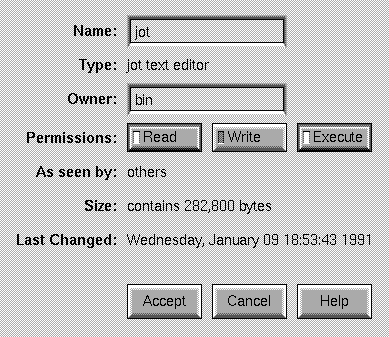 Name: jot
Type: jot text editor
Owner: bin
Permissions: Read Write Execute
As seen by: others
Size: contains 282,800 bytes
Last Changed: Wednesday, January 09 18:53:43 1991
Accept Cancel Help